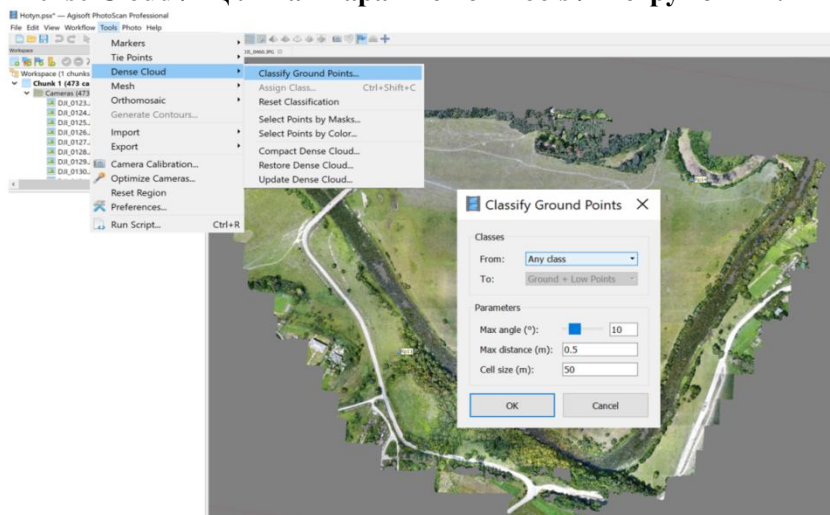 Hotyn.psx* — Agisoft PhotoScan Professional
File Edit View Workflow Tools Photo Help
Workspace
Workspace (1 chunks
Chunk 1 (473 ca
Cameras (473
DJI_0123.
DJI_0124.
DJI_0125.
DJI_0126.
DJI_0127.
DJI_0128.
DJI_0129.
DJI_0130.
Markers
Tie Points
Dense Cloud
Mesh
Orthomosaic
Generate Contours...
Import
Export
Camera Calibration...
Optimize Cameras...
Reset Region
Preferences...
Run Script... Ctrl+R
Classify Ground Points...
Assign Class... Ctrl+Shift+C
Reset Classification
Select Points by Masks...
Select Points by Color...
Compact Dense Cloud...
Restore Dense Cloud...
Update Dense Cloud...
Classify Ground Points
Classes
From: Any class
To: Ground + Low Points
Parameters
Max angle (°): 10
Max distance (m): 0.5
Cell size (m): 50
OK Cancel